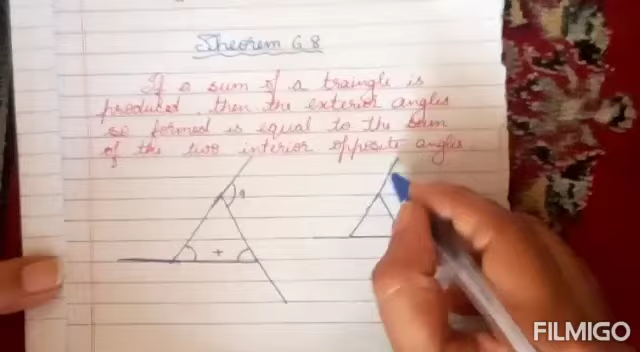 Theorem 6.8
If a sum of a traingle is
produced then the exterior angles
so formed is equal to the sum
of the two interior opposite angles
FILMIGO